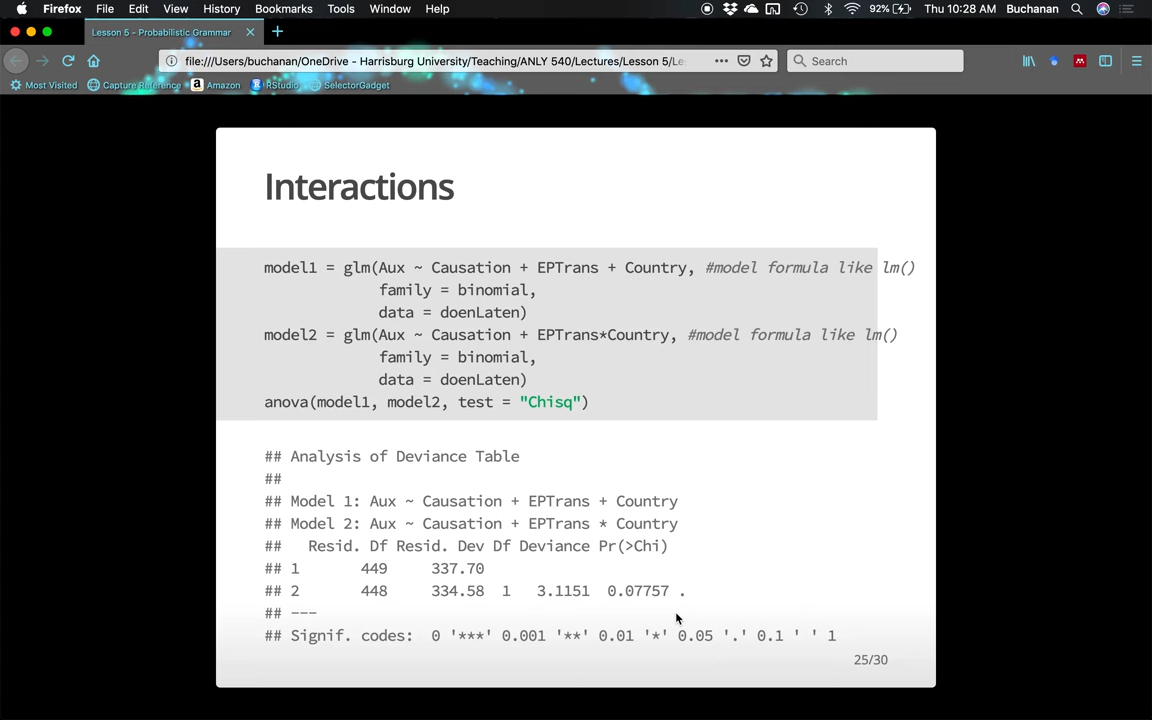 Firefox File Edit View History Bookmarks Tools Window Help 92% Thu 10:28 AM Buchanan
Lesson 5 - Probabilistic Grammar
file:///Users/buchanan/OneDrive - Harrisburg University/Teaching/ANLY 540/Lectures/Lesson 5/Le Search
Most Visited Capture Reference Amazon RStudio SelectorGadget
Interactions
model1 = glm(Aux ~ Causation + EPTrans + Country, #model formula like lm()
family = binomial,
data = doenLaten)
model2 = glm(Aux ~ Causation + EPTrans*Country, #model formula like lm()
family = binomial,
data = doenLaten)
anova(model1, model2, test = "Chisq")
## Analysis of Deviance Table
##
## Model 1: Aux ~ Causation + EPTrans + Country
## Model 2: Aux ~ Causation + EPTrans * Country
## Resid. Df Resid. Dev Df Deviance Pr(>Chi)
## 1 449 337.70
## 2 448 334.58 1 3.1151 0.07757 .
## ---
## Signif. codes: 0 '***' 0.001 '**' 0.01 '*' 0.05 '.' 0.1 ' ' 1
25/30